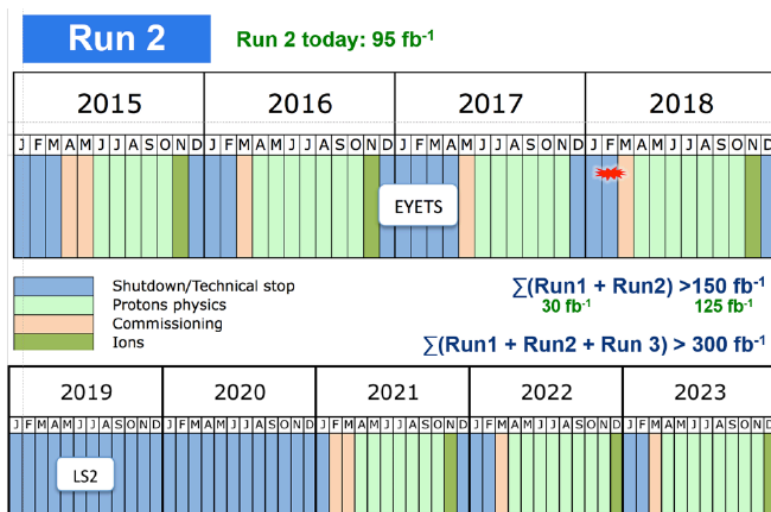 Run 2
Run 2 today: 95 fb⁻¹
2015 2016 2017 2018
J F M A M J J A S O N D J F M A M J J A S O N D J F M A M J J A S O N D J F M A M J J A S O N D
EYETS
Shutdown/Technical stop
Protons physics
Commissioning
Ions
∑(Run1 + Run2) >150 fb⁻¹
30 fb⁻¹ 125 fb⁻¹
∑(Run1 + Run2 + Run 3) > 300 fb⁻¹
2019 2020 2021 2022 2023
J F M A M J J A S O N D J F M A M J J A S O N D J F M A M J J A S O N D J F M A M J J A S O N D J F M A M J J A S O N D
LS2